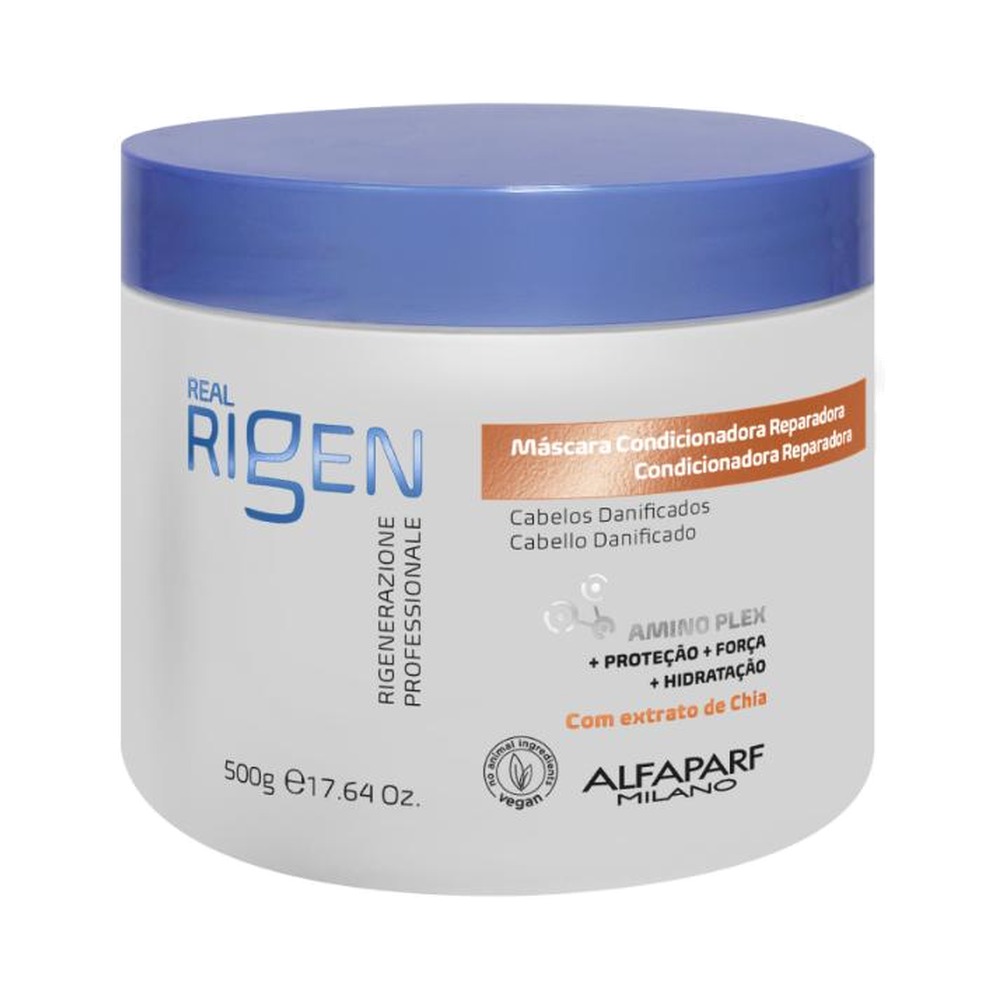 REAL
RIGEN
RIGENERAZIONE
PROFESSIONALE
500g ℮17.64 Oz.
Máscara Condicionadora Reparadora
Condicionadora Reparadora
Cabelos Danificados
Cabello Danificado
AMINO PLEX
+ PROTEÇÃO + FORÇA
+ HIDRATAÇÃO
Com extrato de Chia
no animal ingredients
vegan
ALFAPARF
MILANO